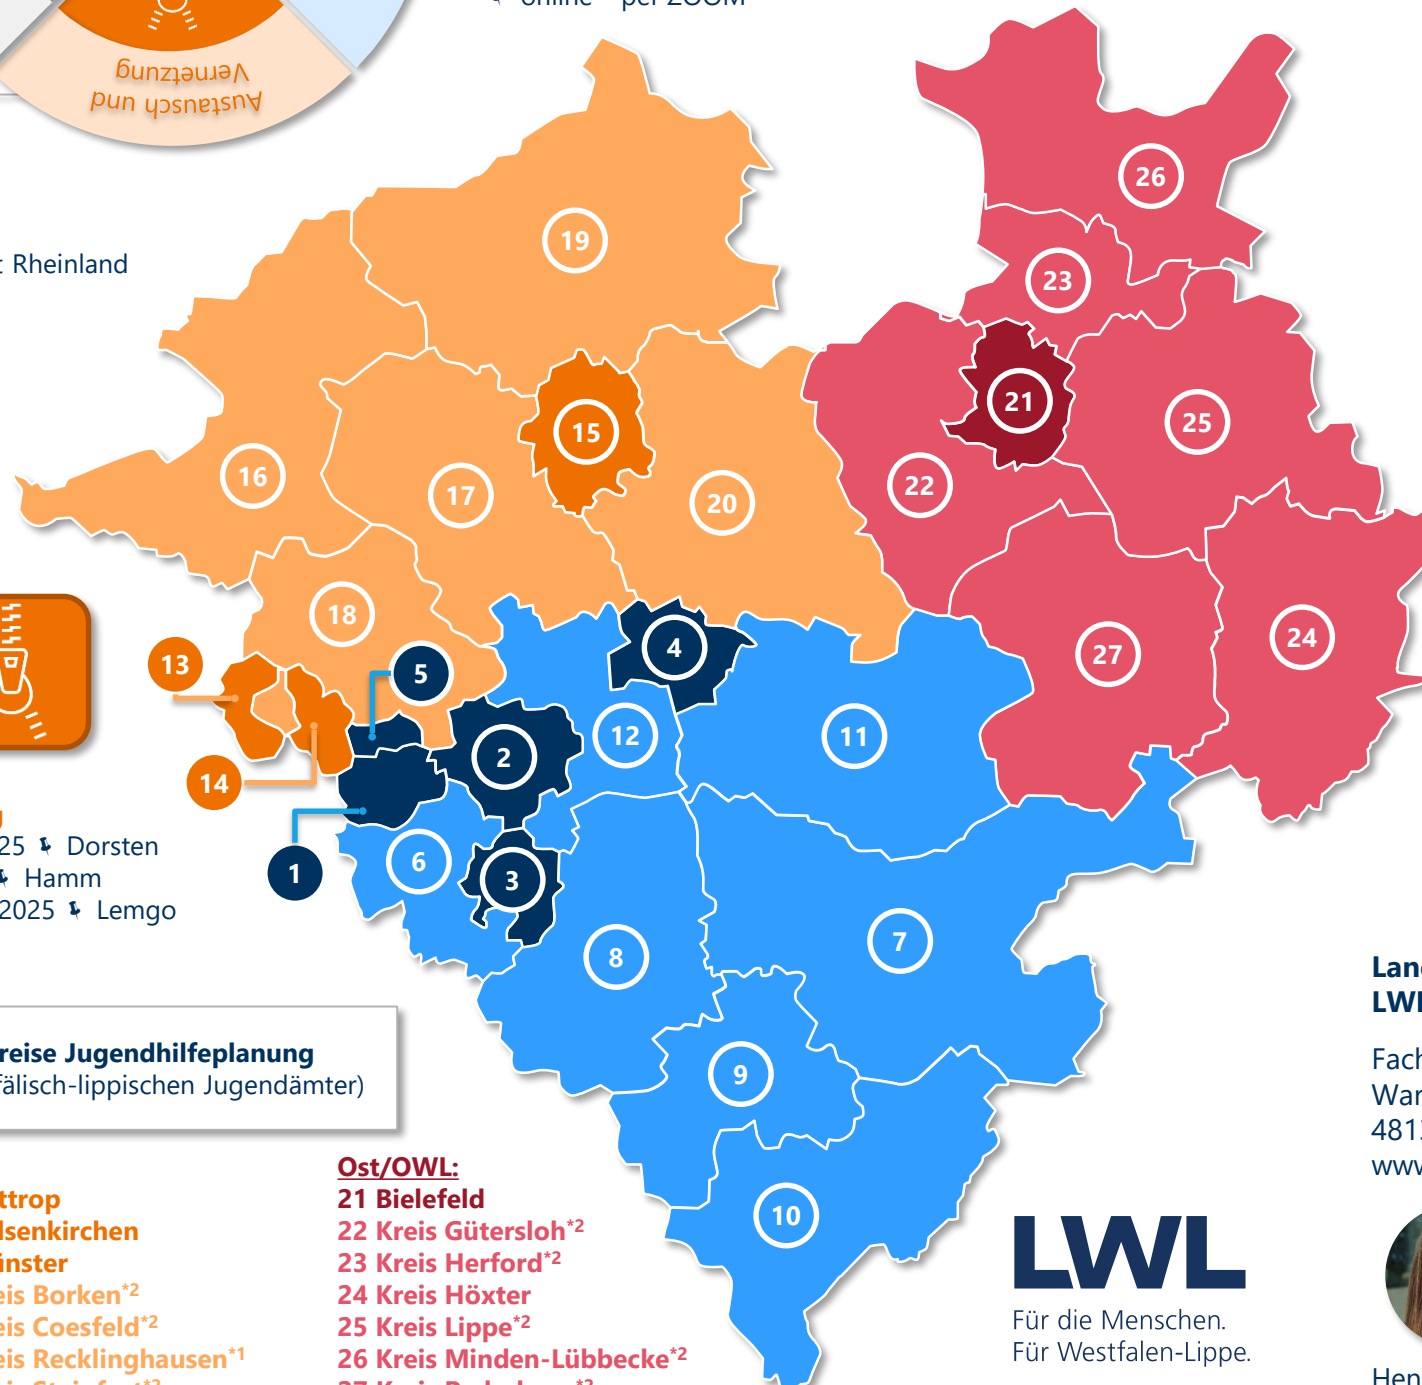 online per ZOOM
Austausch und
Vernetzung
Rheinland
26
19
23
21
15
25
16
17
22
20
18
4
24
13
5
27
12
11
2
14
6
1
3
7
8
9
10
25 Dorsten
Hamm
2025 Lemgo
reise Jugendhilfeplanung
fälisch-lippischen Jugendämter)
ttrop
lsenkirchen
ünster
eis Borken*2
eis Coesfeld*2
eis Recklinghausen*1
Ost/OWL:
21 Bielefeld
22 Kreis Gütersloh*2
23 Kreis Herford*2
24 Kreis Höxter
25 Kreis Lippe*2
26 Kreis Minden-Lübbecke*2
LWL
Für die Menschen.
Für Westfalen-Lippe.
Lan
LWL
Fach
War
481
www
Hen